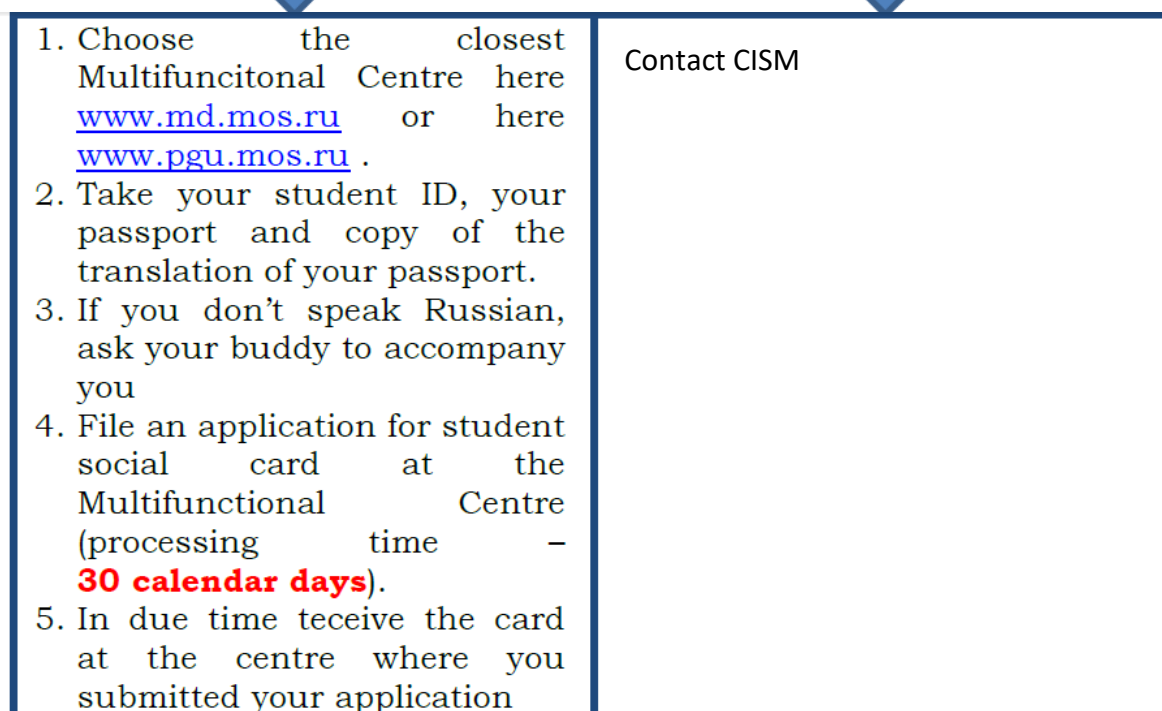 1. Choose the closest
Multifuncitonal Centre here
www.md.mos.ru or here
www.pgu.mos.ru .
2. Take your student ID, your
passport and copy of the
translation of your passport.
3. If you don’t speak Russian,
ask your buddy to accompany
you
4. File an application for student
social card at the
Multifunctional Centre
(processing time –
30 calendar days).
5. In due time teceive the card
at the centre where you
submitted your application
Contact CISM